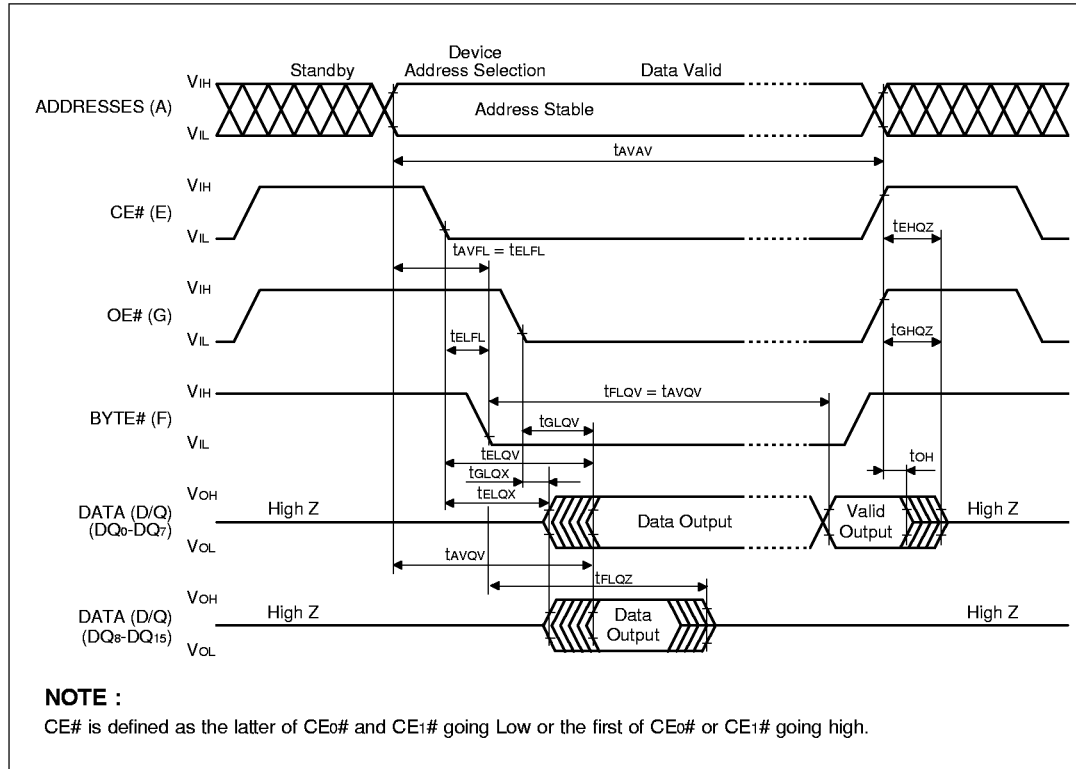 Device
Standby Address Selection Data Valid
VIH
ADDRESSES (A) Address Stable
VIL
tAVAV
VIH
CE# (E)
VIL tEHQZ
tAVFL = tELFL
VIH
OE# (G)
VIL tELFL tGHQZ
VIH
BYTE# (F) tFLQV = tAVQV
VIL tGLQV
tELQV
tGLQX tOH
tELQX
VOH
DATA (D/Q) High Z Data Output Valid High Z
(DQ0-DQ7) Output
VOL
tAVQV
tFLQZ
VOH
DATA (D/Q) High Z Data High Z
(DQ8-DQ15) Output
VOL
NOTE :
CE# is defined as the latter of CE0# and CE1# going Low or the first of CE0# or CE1# going high.